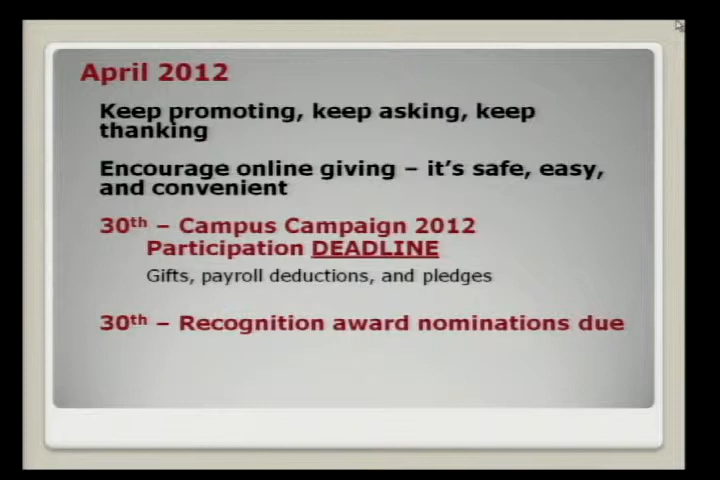 April 2012
Keep promoting, keep asking, keep
thanking
Encourage online giving – it's safe, easy,
and convenient
30th – Campus Campaign 2012
Participation DEADLINE
Gifts, payroll deductions, and pledges
30th – Recognition award nominations due